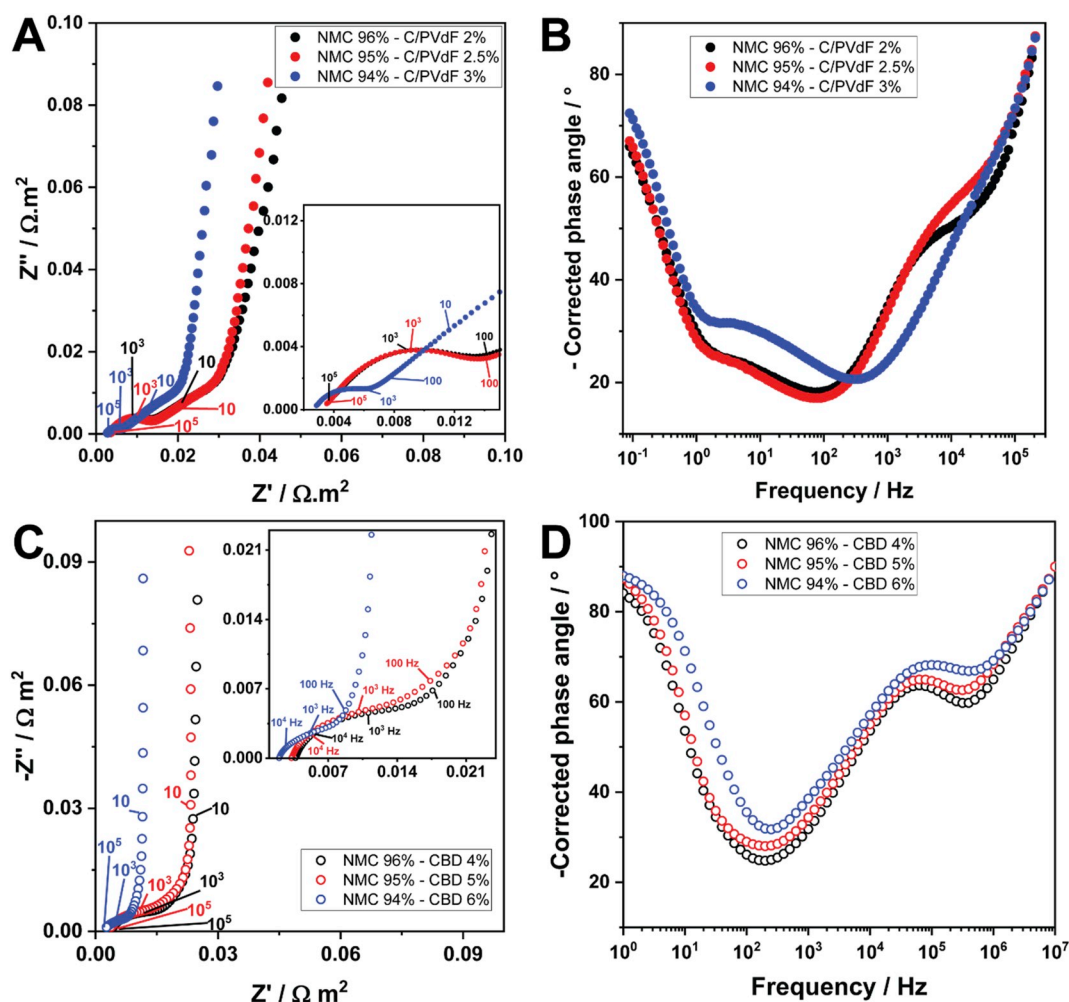 A
0.10
0.08
0.06
0.04
0.02
0.00
Z'' / Ω.m²
NMC 96% - C/PVdF 2%
NMC 95% - C/PVdF 2.5%
NMC 94% - C/PVdF 3%
10³
10³
10³
10
10
10⁵
10⁵
10
0.012
0.008
0.004
0.000
10
10³
10³
100
10⁵
10⁵
10³
100
100
0.004
0.008
0.012
0.00
0.02
0.04
0.06
0.08
0.10
Z' / Ω.m²
B
- Corrected phase angle / °
80
60
40
20
NMC 96% - C/PVdF 2%
NMC 95% - C/PVdF 2.5%
NMC 94% - C/PVdF 3%
10⁻¹
10⁰
10¹
10²
10³
10⁴
10⁵
Frequency / Hz
C
-Z'' / Ω m²
0.09
0.06
0.03
0.00
0.021
0.014
0.007
0.000
100 Hz
100 Hz
10³ Hz
10³ Hz
10⁴ Hz
100 Hz
10³ Hz
10⁴ Hz
10⁴ Hz
0.007
0.014
0.021
10
10
10
10⁵
10³
10³
10³
10⁵
10⁵
NMC 96% - CBD 4%
NMC 95% - CBD 5%
NMC 94% - CBD 6%
0.00
0.03
0.06
0.09
Z' / Ω m²
D
-Corrected phase angle / °
100
80
60
40
20
NMC 96% - CBD 4%
NMC 95% - CBD 5%
NMC 94% - CBD 6%
10⁰
10¹
10²
10³
10⁴
10⁵
10⁶
10⁷
Frequency / Hz